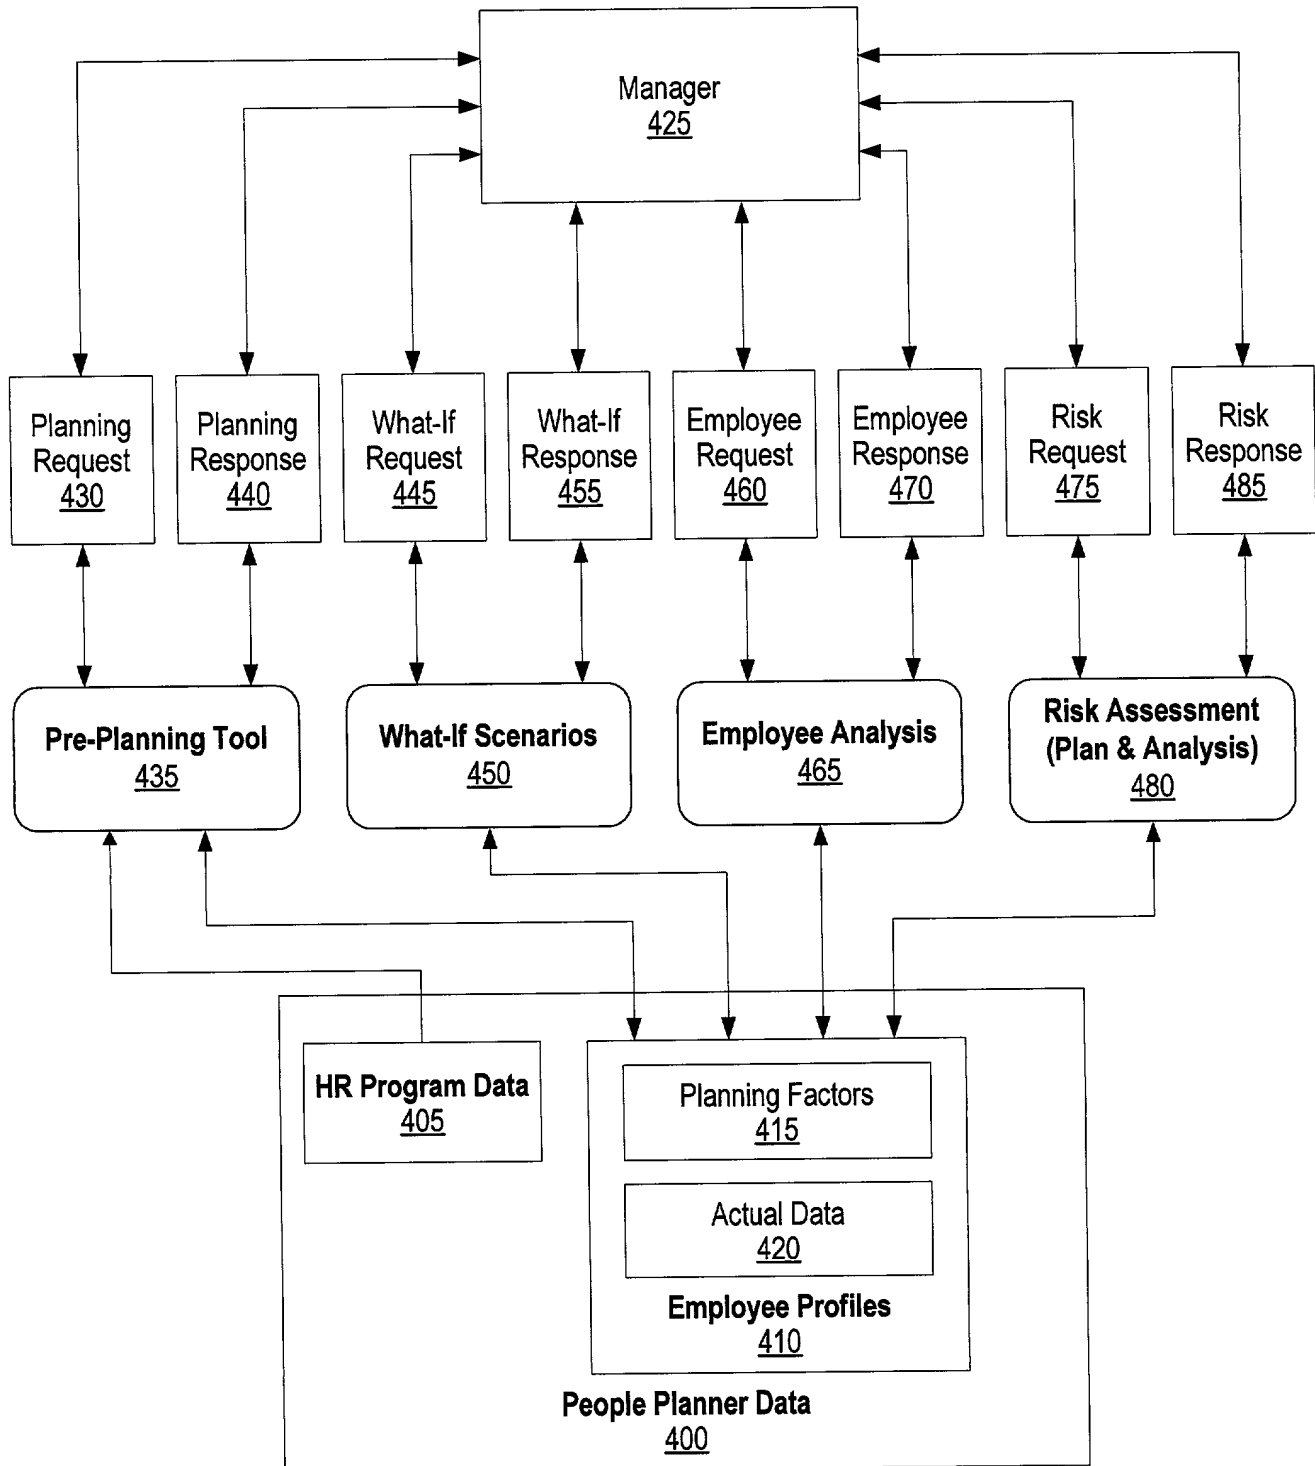 Manager
425
Planning
Request
430
Planning
Response
440
What-If
Request
445
What-If
Response
455
Employee
Request
460
Employee
Response
470
Risk
Request
475
Risk
Response
485
Pre-Planning Tool
435
What-If Scenarios
450
Employee Analysis
465
Risk Assessment
(Plan & Analysis)
480
HR Program Data
405
Planning Factors
415
Actual Data
420
Employee Profiles
410
People Planner Data
400